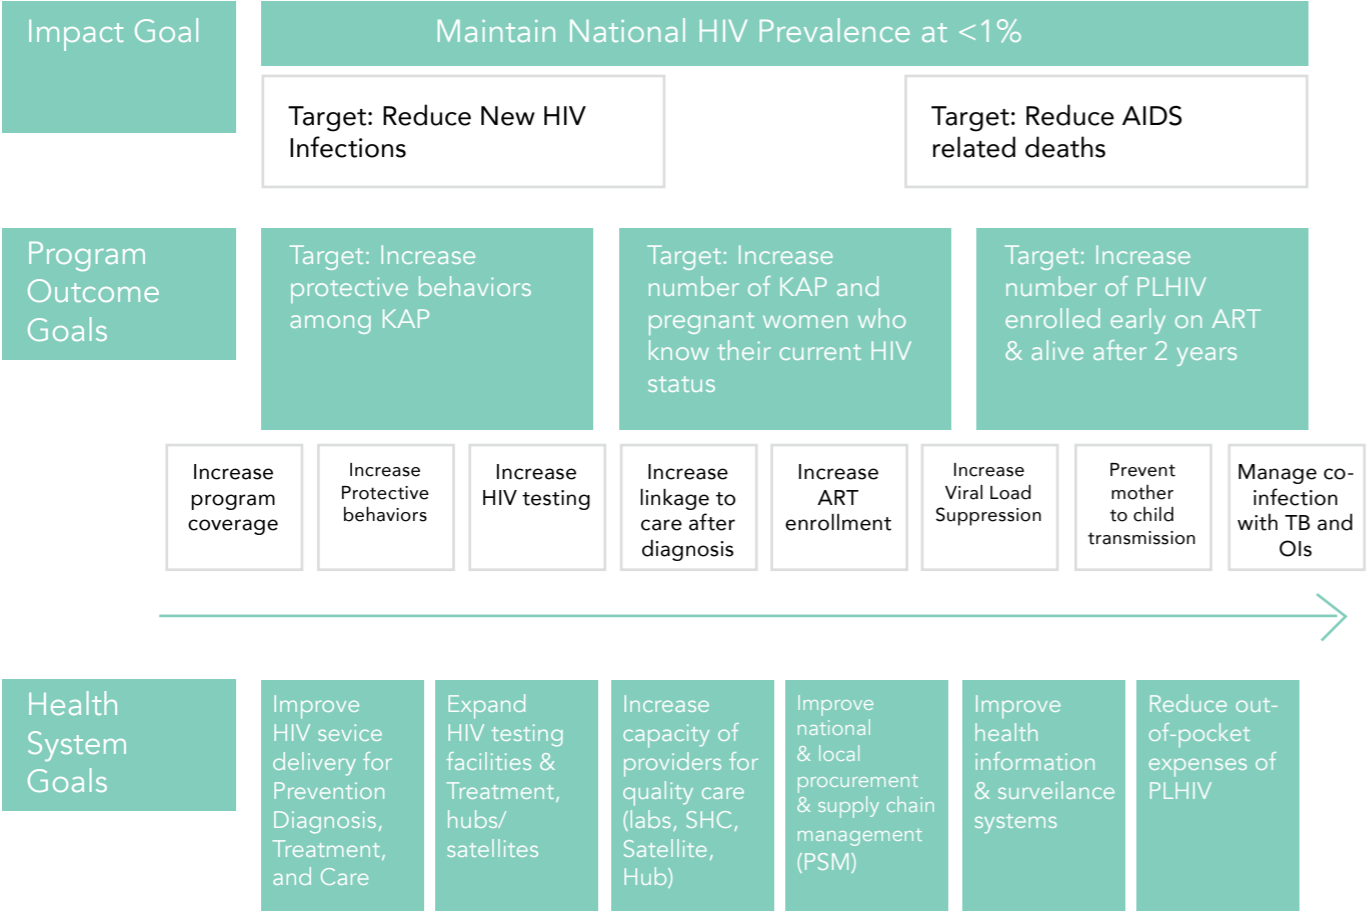 Impact Goal
Maintain National HIV Prevalence at <1%
Target: Reduce New HIV
Infections
Target: Reduce AIDS
related deaths
Program
Outcome
Goals
Target: Increase
protective behaviors
among KAP
Target: Increase
number of KAP and
pregnant women who
know their current HIV
status
Target: Increase
number of PLHIV
enrolled early on ART
& alive after 2 years
Increase
program
coverage
Increase
Protective
behaviors
Increase
HIV testing
Increase
linkage to
care after
diagnosis
Increase
ART
enrollment
Increase
Viral Load
Suppression
Prevent
mother
to child
transmission
Manage co-
infection
with TB and
OIs
Health
System
Goals
Improve
HIV sevice
delivery for
Prevention
Diagnosis,
Treatment,
and Care
Expand
HIV testing
facilities &
Treatment,
hubs/
satellites
Increase
capacity of
providers for
quality care
(labs, SHC,
Satellite,
Hub)
Improve
national
& local
procurement
& supply chain
management
(PSM)
Improve
health
information
& surveilance
systems
Reduce out-
of-pocket
expenses of
PLHIV